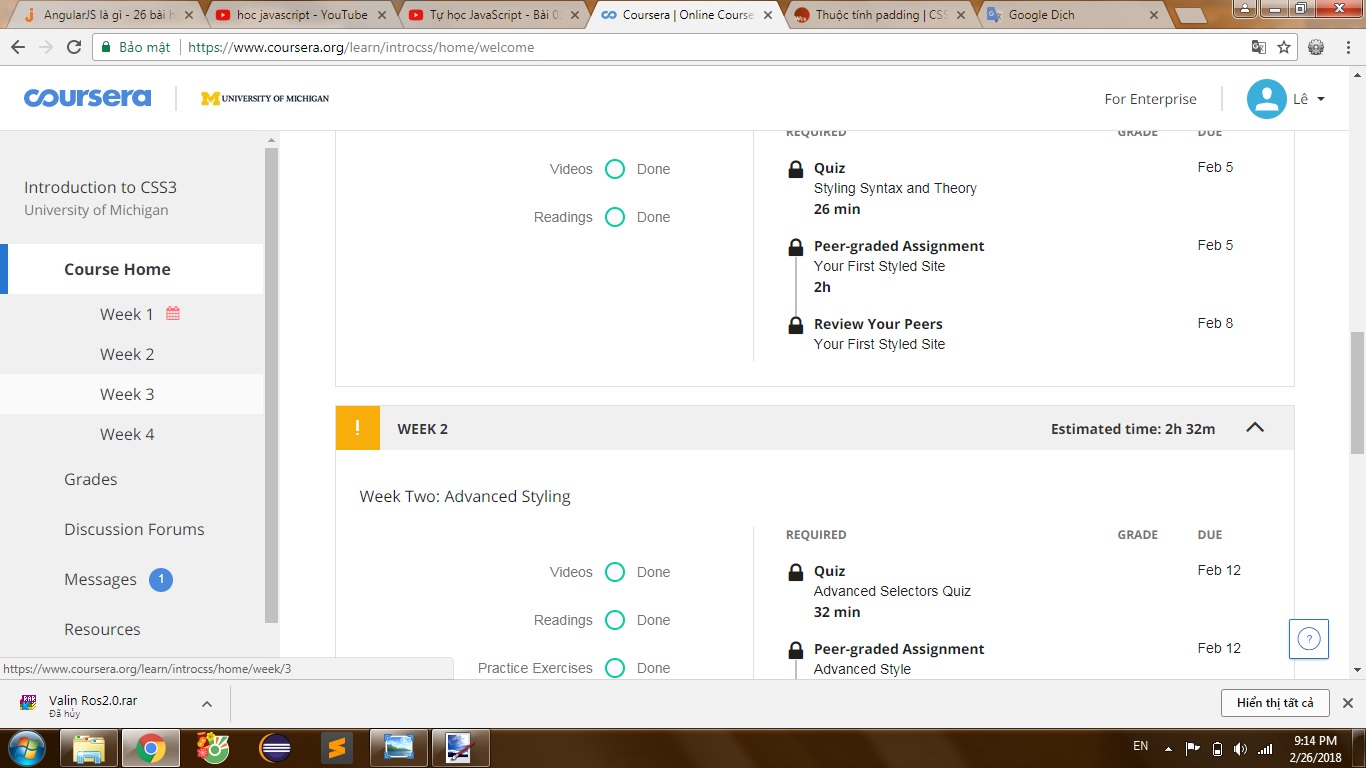 AngularJS là gì - 26 bài h
hoc javascript - YouTube
Tự học JavaScript - Bài 0
Coursera | Online Course
Thuộc tính padding | CSS
Google Dịch
Bảo mật
https://www.coursera.org/learn/introcss/home/welcome
coursera
M UNIVERSITY OF MICHIGAN
For Enterprise
Lê
Introduction to CSS3
University of Michigan
Course Home
Week 1
Week 2
Week 3
Week 4
Grades
Discussion Forums
Messages 1
Resources
https://www.coursera.org/learn/introcss/home/week/3
REQUIRED GRADE DUE
Videos Done
Readings Done
Quiz Feb 5
Styling Syntax and Theory
26 min
Peer-graded Assignment Feb 5
Your First Styled Site
2h
Review Your Peers Feb 8
Your First Styled Site
! WEEK 2 Estimated time: 2h 32m
Week Two: Advanced Styling
REQUIRED GRADE DUE
Videos Done
Readings Done
Practice Exercises Done
Quiz Feb 12
Advanced Selectors Quiz
32 min
Peer-graded Assignment Feb 12
Advanced Style
?
Valin Ros2.0.rar
Đã hủy
Hiển thị tất cả
EN
9:14 PM
2/26/2018